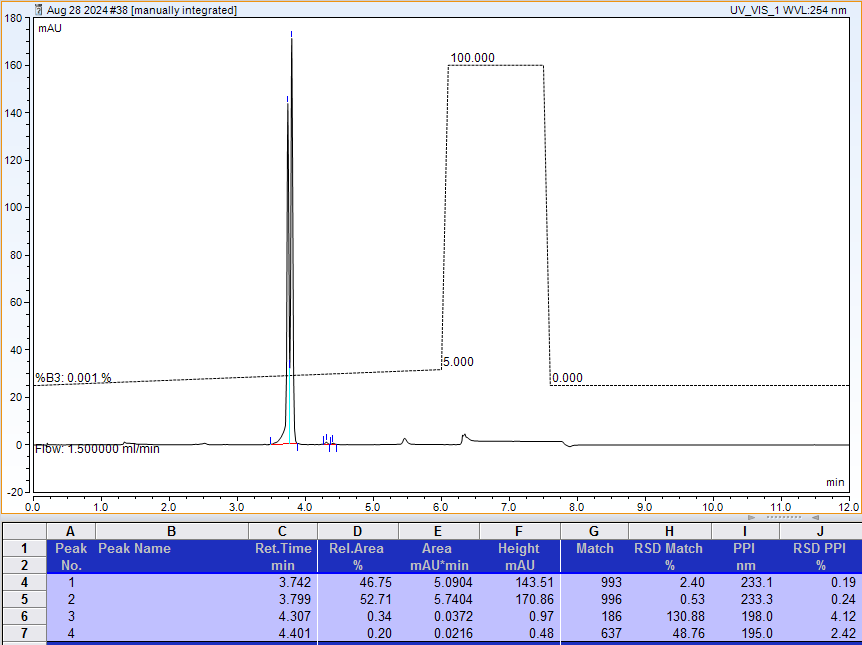 Aug 28 2024 #38 [manually integrated] UV_VIS_1 WVL:254 nm
180
mAU
160
140
120
100
80
60
40
20
0
-20
100.000
5.000
%B3: 0.001 %
0.000
Flow: 1.500000 ml/min
min
0.0 1.0 2.0 3.0 4.0 5.0 6.0 7.0 8.0 9.0 10.0 11.0 12.0
A B C D E F G H I J
1 Peak Peak Name Ret.Time Rel.Area Area Height Match RSD Match PPI RSD PPI
2 No. min % mAU*min mAU % nm %
4 1 3.742 46.75 5.0904 143.51 993 2.40 233.1 0.19
5 2 3.799 52.71 5.7404 170.86 996 0.53 233.3 0.24
6 3 4.307 0.34 0.0372 0.97 186 130.88 198.0 4.12
7 4 4.401 0.20 0.0216 0.48 637 48.76 195.0 2.42